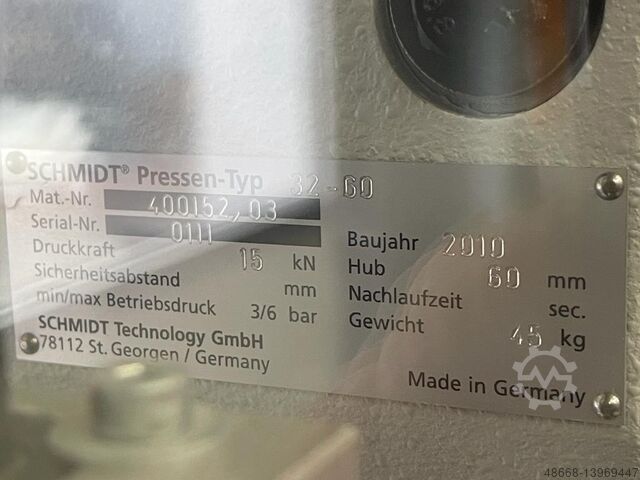 SCHMIDT® Pressen-Typ 32-60
Mat.-Nr. 400152,03
Serial-Nr. 0111
Druckkraft 15 kN
Sicherheitsabstand mm
min/max Betriebsdruck 3/6 bar
SCHMIDT Technology GmbH
78112 St. Georgen / Germany
Baujahr 2010
Hub 60 mm
Nachlaufzeit sec.
Gewicht 45 kg
Made in Germany
48668-13969447